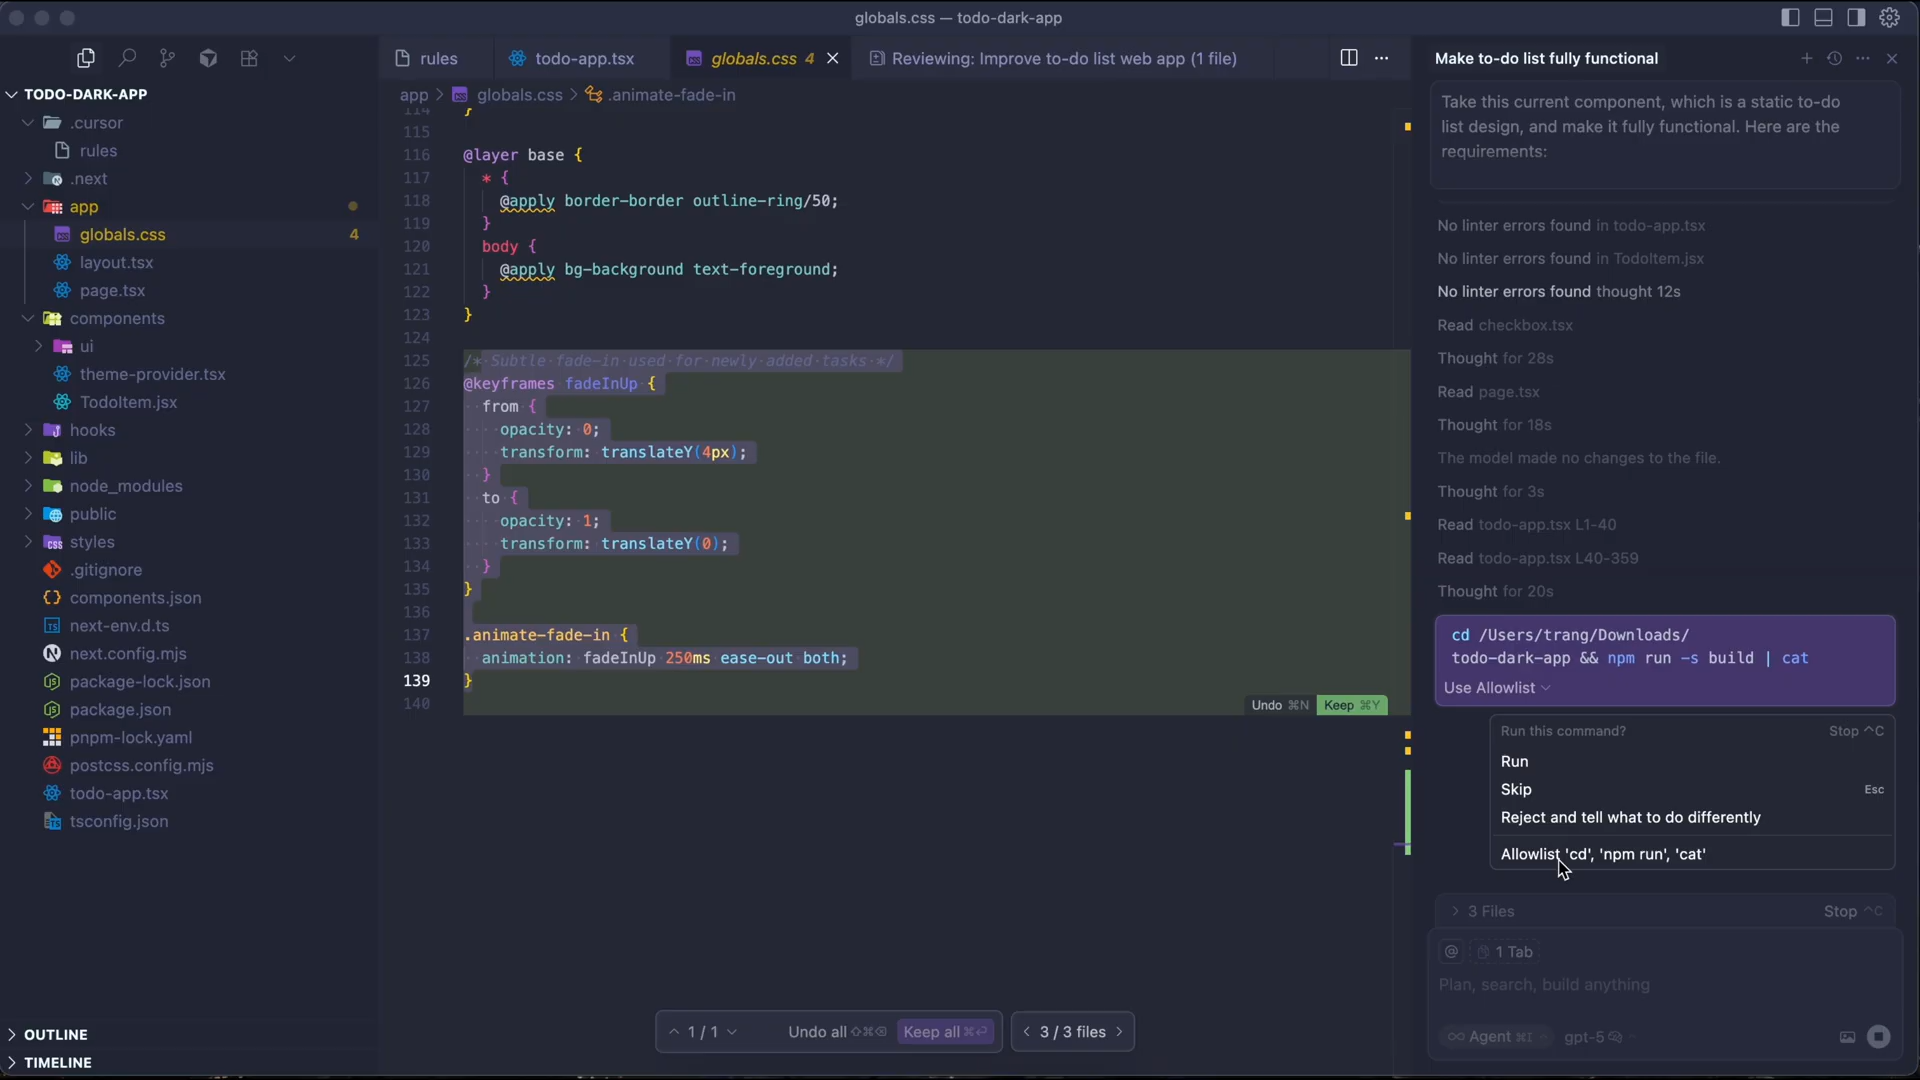 globals.css — todo-dark-app
TODO-DARK-APP
.cursor
rules
.next
app
globals.css 4
layout.tsx
page.tsx
components
ui
theme-provider.tsx
TodoItem.jsx
hooks
lib
node_modules
public
styles
.gitignore
components.json
next-env.d.ts
next.config.mjs
package-lock.json
package.json
pnpm-lock.yaml
postcss.config.mjs
todo-app.tsx
tsconfig.json
OUTLINE
TIMELINE
rules
todo-app.tsx
globals.css 4
Reviewing: Improve to-do list web app (1 file)
app > globals.css > .animate-fade-in
114 }
115
116 @layer base {
117 * {
118 @apply border-border outline-ring/50;
119 }
120 body {
121 @apply bg-background text-foreground;
122 }
123 }
124
125 /* Subtle fade-in used for newly added tasks */
126 @keyframes fadeInUp {
127 from {
128 opacity: 0;
129 transform: translateY(4px);
130 }
131 to {
132 opacity: 1;
133 transform: translateY(0);
134 }
135 }
136
137 .animate-fade-in {
138 animation: fadeInUp 250ms ease-out both;
139 }
140
Undo ⌘N Keep ⌘Y
1 / 1 Undo all ⇧⌘⌫ Keep all ⌘⏎
3 / 3 files
Make to-do list fully functional
Take this current component, which is a static to-do
list design, and make it fully functional. Here are the
requirements:
No linter errors found in todo-app.tsx
No linter errors found in TodoItem.jsx
No linter errors found thought 12s
Read checkbox.tsx
Thought for 28s
Read page.tsx
Thought for 18s
The model made no changes to the file.
Thought for 3s
Read todo-app.tsx L1-40
Read todo-app.tsx L40-359
Thought for 20s
cd /Users/trang/Downloads/
todo-dark-app && npm run -s build | cat
Use Allowlist
Run this command? Stop ^C
Run
Skip Esc
Reject and tell what to do differently
Allowlist 'cd', 'npm run', 'cat'
3 Files Stop ^C
@ 1 Tab
Plan, search, build anything
Agent ⌘I gpt-5